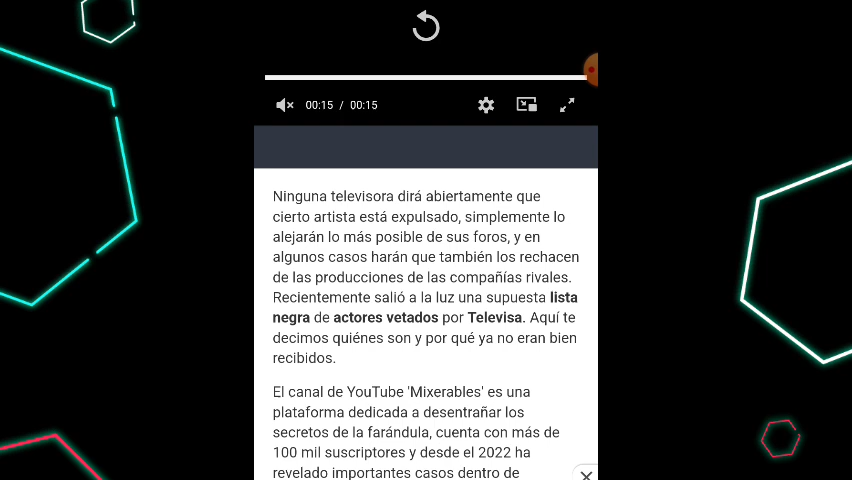 00:15 / 00:15
Ninguna televisora dirá abiertamente que
cierto artista está expulsado, simplemente lo
alejarán lo más posible de sus foros, y en
algunos casos harán que también los rechacen
de las producciones de las compañías rivales.
Recientemente salió a la luz una supuesta lista
negra de actores vetados por Televisa. Aquí te
decimos quiénes son y por qué ya no eran bien
recibidos.
El canal de YouTube 'Mixerables' es una
plataforma dedicada a desentrañar los
secretos de la farándula, cuenta con más de
100 mil suscriptores y desde el 2022 ha
revelado importantes casos dentro de